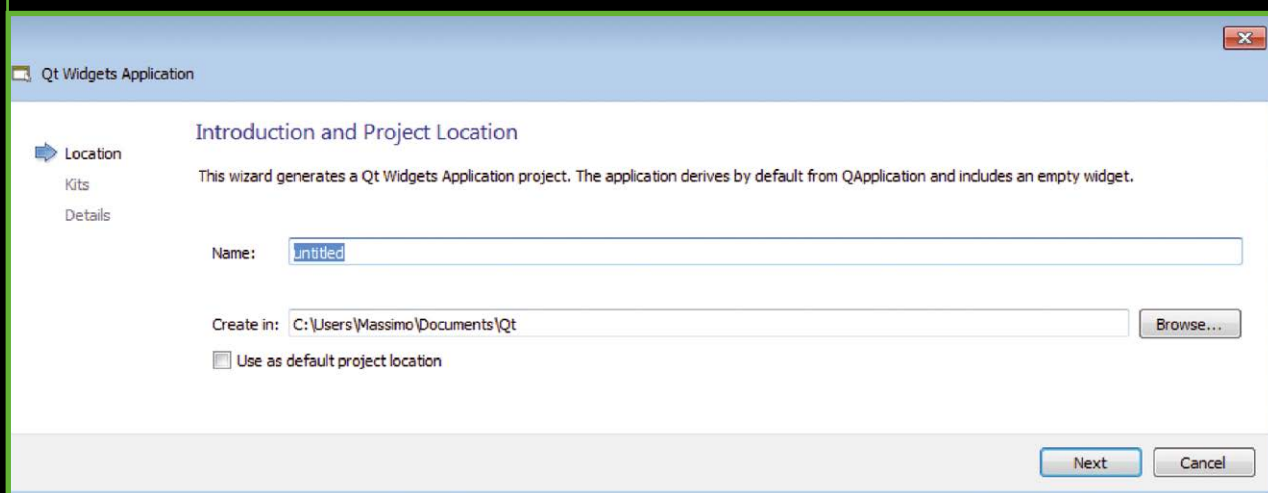 Qt Widgets Application
Location
Kits
Details
Introduction and Project Location
This wizard generates a Qt Widgets Application project. The application derives by default from QApplication and includes an empty widget.
Name: untitled
Create in: C:\Users\Massimo\Documents\Qt Browse...
Use as default project location
Next Cancel